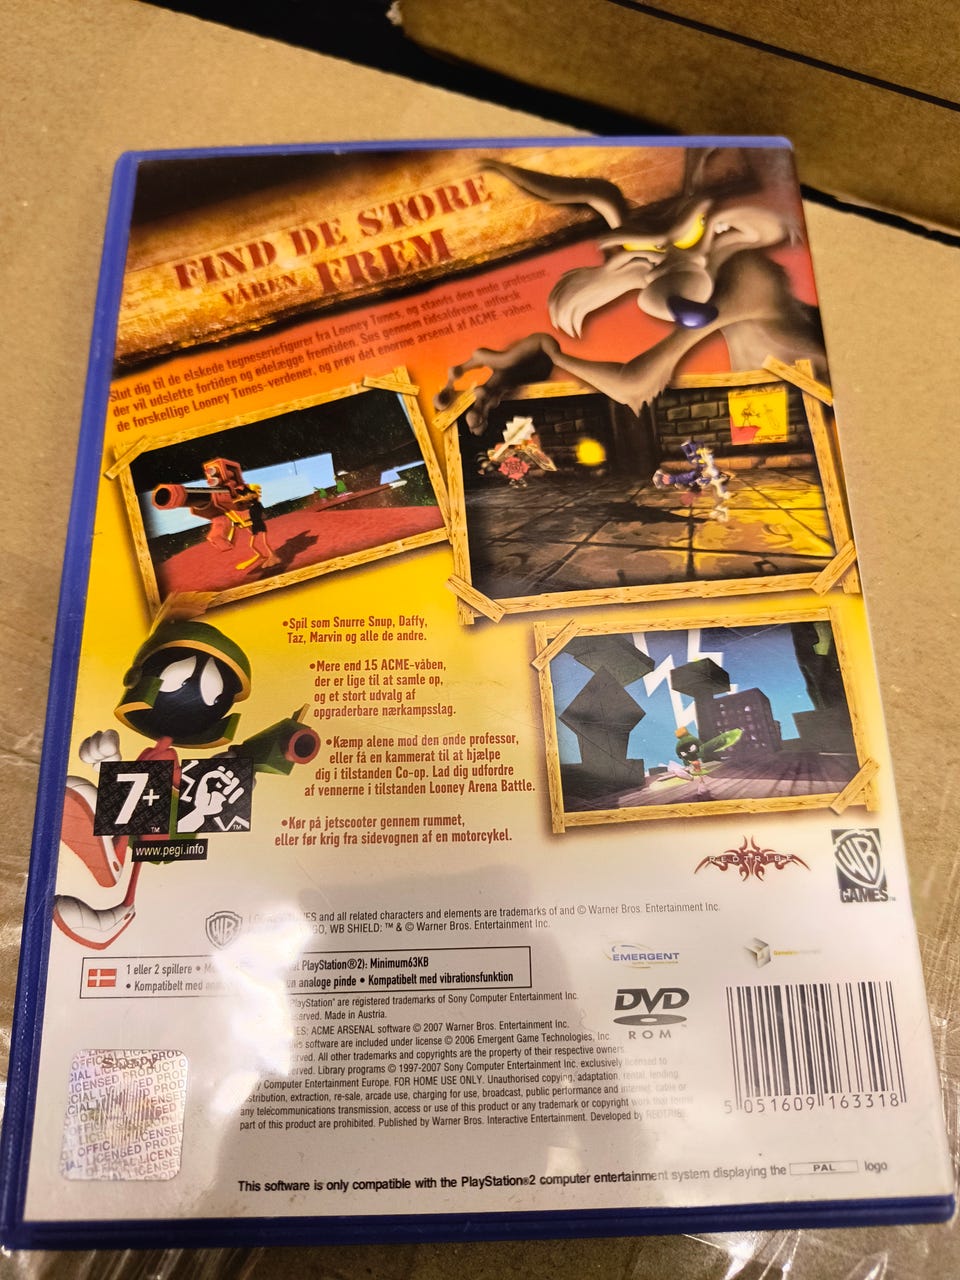 FIND DE STORE
VÅBEN FREM
Slut dig til de elskede tegneseriefigurer fra Looney Tunes, og stands den onde professor,
der vil udslette fortiden og ødelægge fremtiden. Sus gennem tidsaldrene, udforsk
de forskellige Looney Tunes-verdener, og prøv det enorme arsenal af ACME-våben.
•Spil som Snurre Snup, Daffy,
Taz, Marvin og alle de andre.
•Mere end 15 ACME-våben,
der er lige til at samle op,
og et stort udvalg af
opgraderbare nærkampsslag.
•Kæmp alene mod den onde professor,
eller få en kammerat til at hjælpe
dig i tilstanden Co-op. Lad dig udfordre
af vennerne i tilstanden Looney Arena Battle.
•Kør på jetscooter gennem rummet,
eller før krig fra sidevognen af en motorcykel.
7+
TM
TM
www.pegi.info
REDTRIBE
WB
GAMES
TM
WB
and all related characters and elements are trademarks of and © Warner Bros. Entertainment Inc.
WB SHIELD: ™ & © Warner Bros. Entertainment Inc.
1 eller 2 spillere • PlayStation®2): Minimum63KB
• Kompatibelt med analoge pinde • Kompatibelt med vibrationsfunktion
EMERGENT
PlayStation" are registered trademarks of Sony Computer Entertainment Inc.
Made in Austria.
DVD
ROM
ACME ARSENAL software © 2007 Warner Bros. Entertainment Inc.
software are included under license © 2006 Emergent Game Technologies, Inc.
All other trademarks and copyrights are the property of their respective owners.
Library programs © 1997-2007 Sony Computer Entertainment Inc. exclusively licensed to
Computer Entertainment Europe. FOR HOME USE ONLY. Unauthorised copying, adaptation, rental, lending,
distribution, extraction, re-sale, arcade use, charging for use, broadcast, public performance and internet, cable or
any telecommunications transmission, access or use of this product or any trademark or copyright work that forms
part of this product are prohibited. Published by Warner Bros. Interactive Entertainment. Developed by REDTRIBE
5 051609 163318
SONY
LICENSED PRODUCT
OFFICIAL
This software is only compatible with the PlayStation®2 computer entertainment system displaying the PAL logo